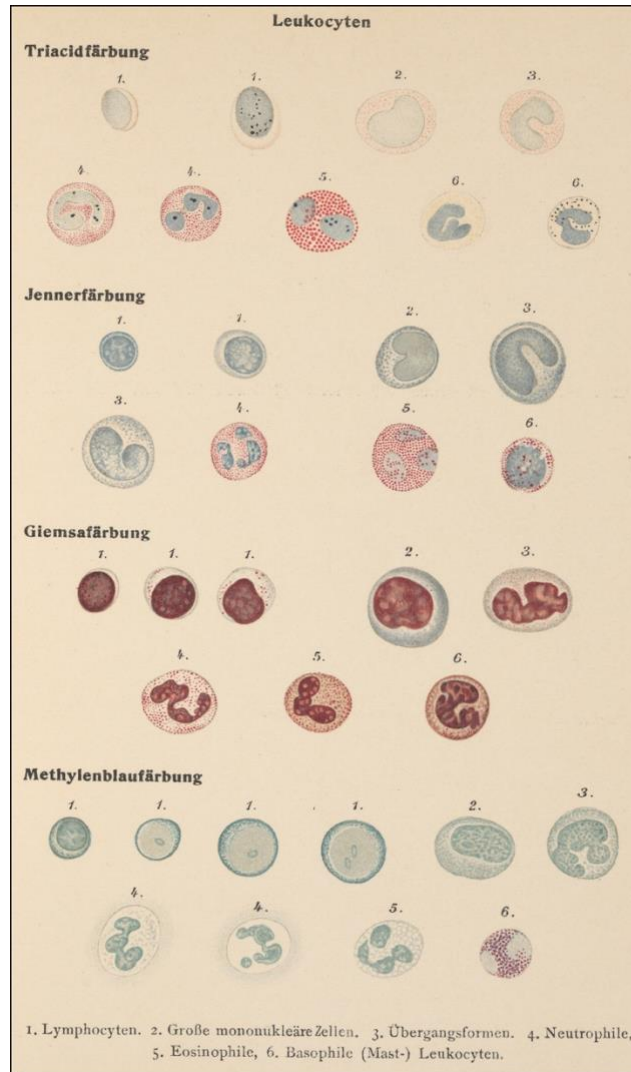 Leukocyten
Triacidfärbung
1. 1. 2. 3.
4. 4. 5. 6. 6.
Jennerfärbung
1. 1. 2. 3.
3. 4. 5. 6.
Giemsafärbung
1. 1. 1. 2. 3.
4. 5. 6.
Methylenblaufärbung
1. 1. 1. 1. 2. 3.
4. 4. 5. 6.
1. Lymphocyten. 2. Große mononukleäre Zellen. 3. Übergangsformen. 4. Neutrophile,
5. Eosinophile, 6. Basophile (Mast-) Leukocyten.